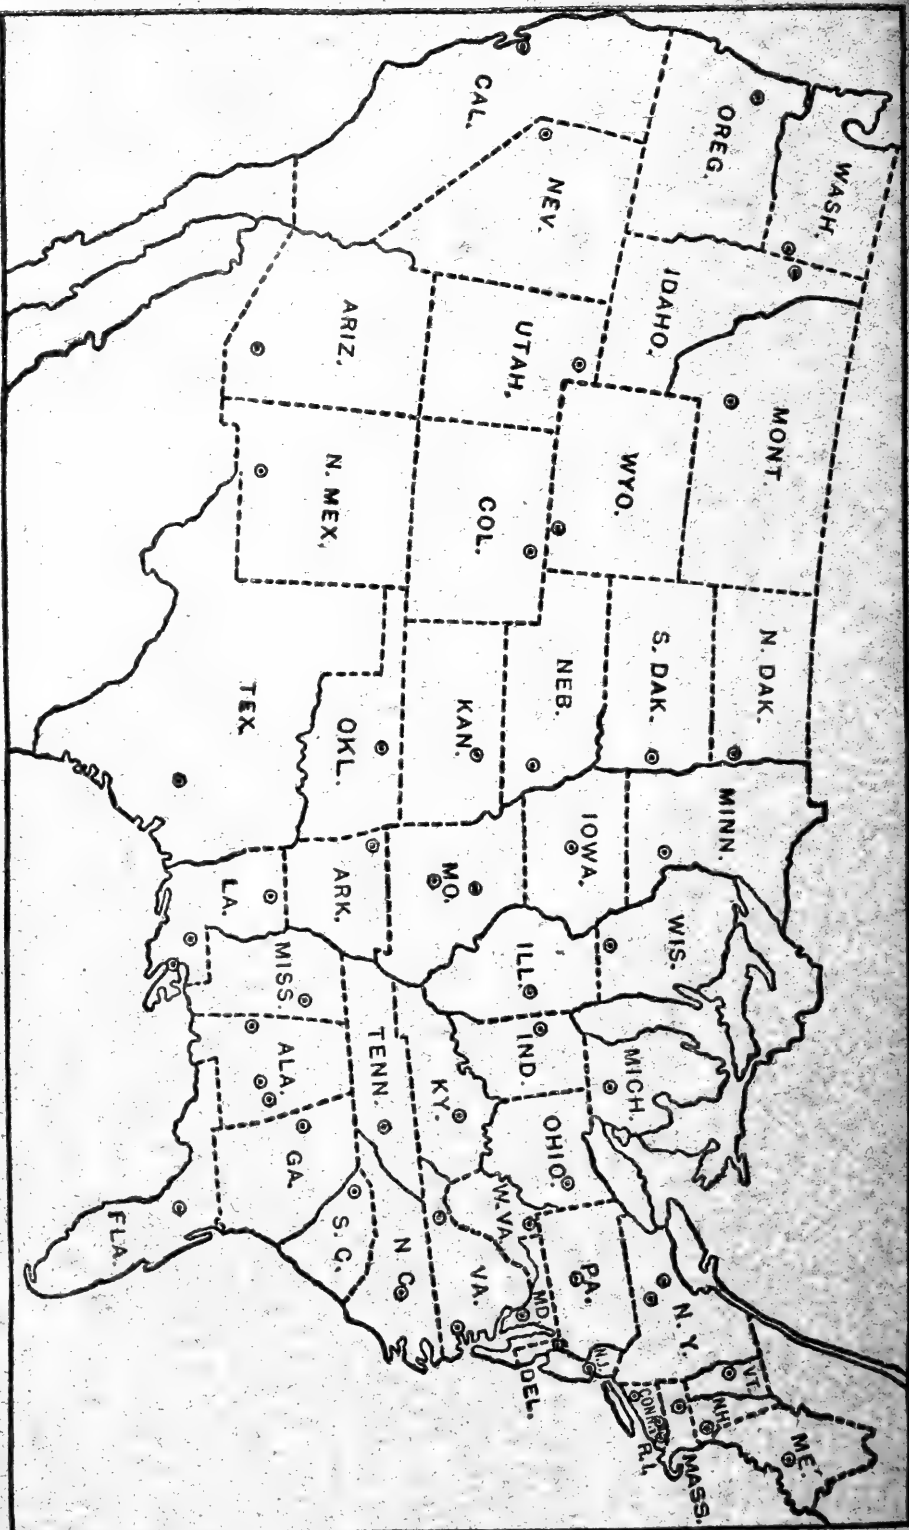 WASH
OREG.
CAL.
NEV.
IDAHO,
MONT.
WYO.
UTAH,
COL.
ARIZ,
N. MEX,
N. DAK.
S. DAK.
NEB.
KAN.
OKL.
TEX.
MINN.
IOWA.
MO.
ARK.
LA.
WIS.
ILL.
MICH.
IND.
OHIO.
KY.
TENN.
MISS.
ALA.
GA.
FLA.
S. C.
N. C.
VA.
W. VA.
MD
DEL.
PA.
N.J.
N. Y.
CONN.
R.I.
MASS.
VT.
NH.
ME.